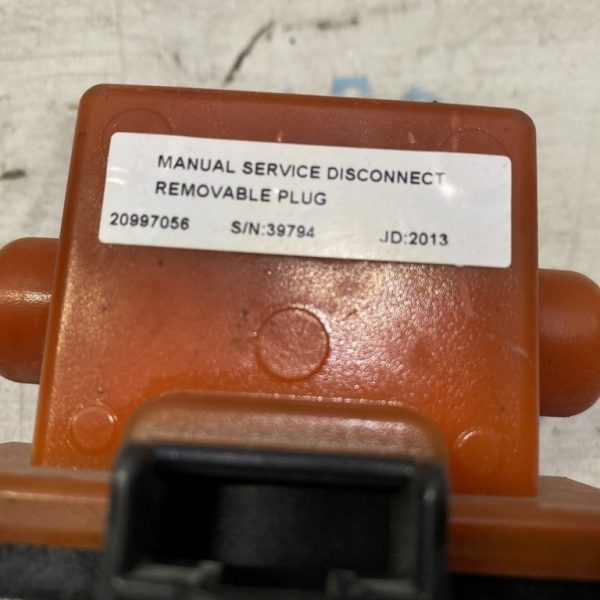 MANUAL SERVICE DISCONNECT
REMOVABLE PLUG
20997056 S/N:39794 JD:2013